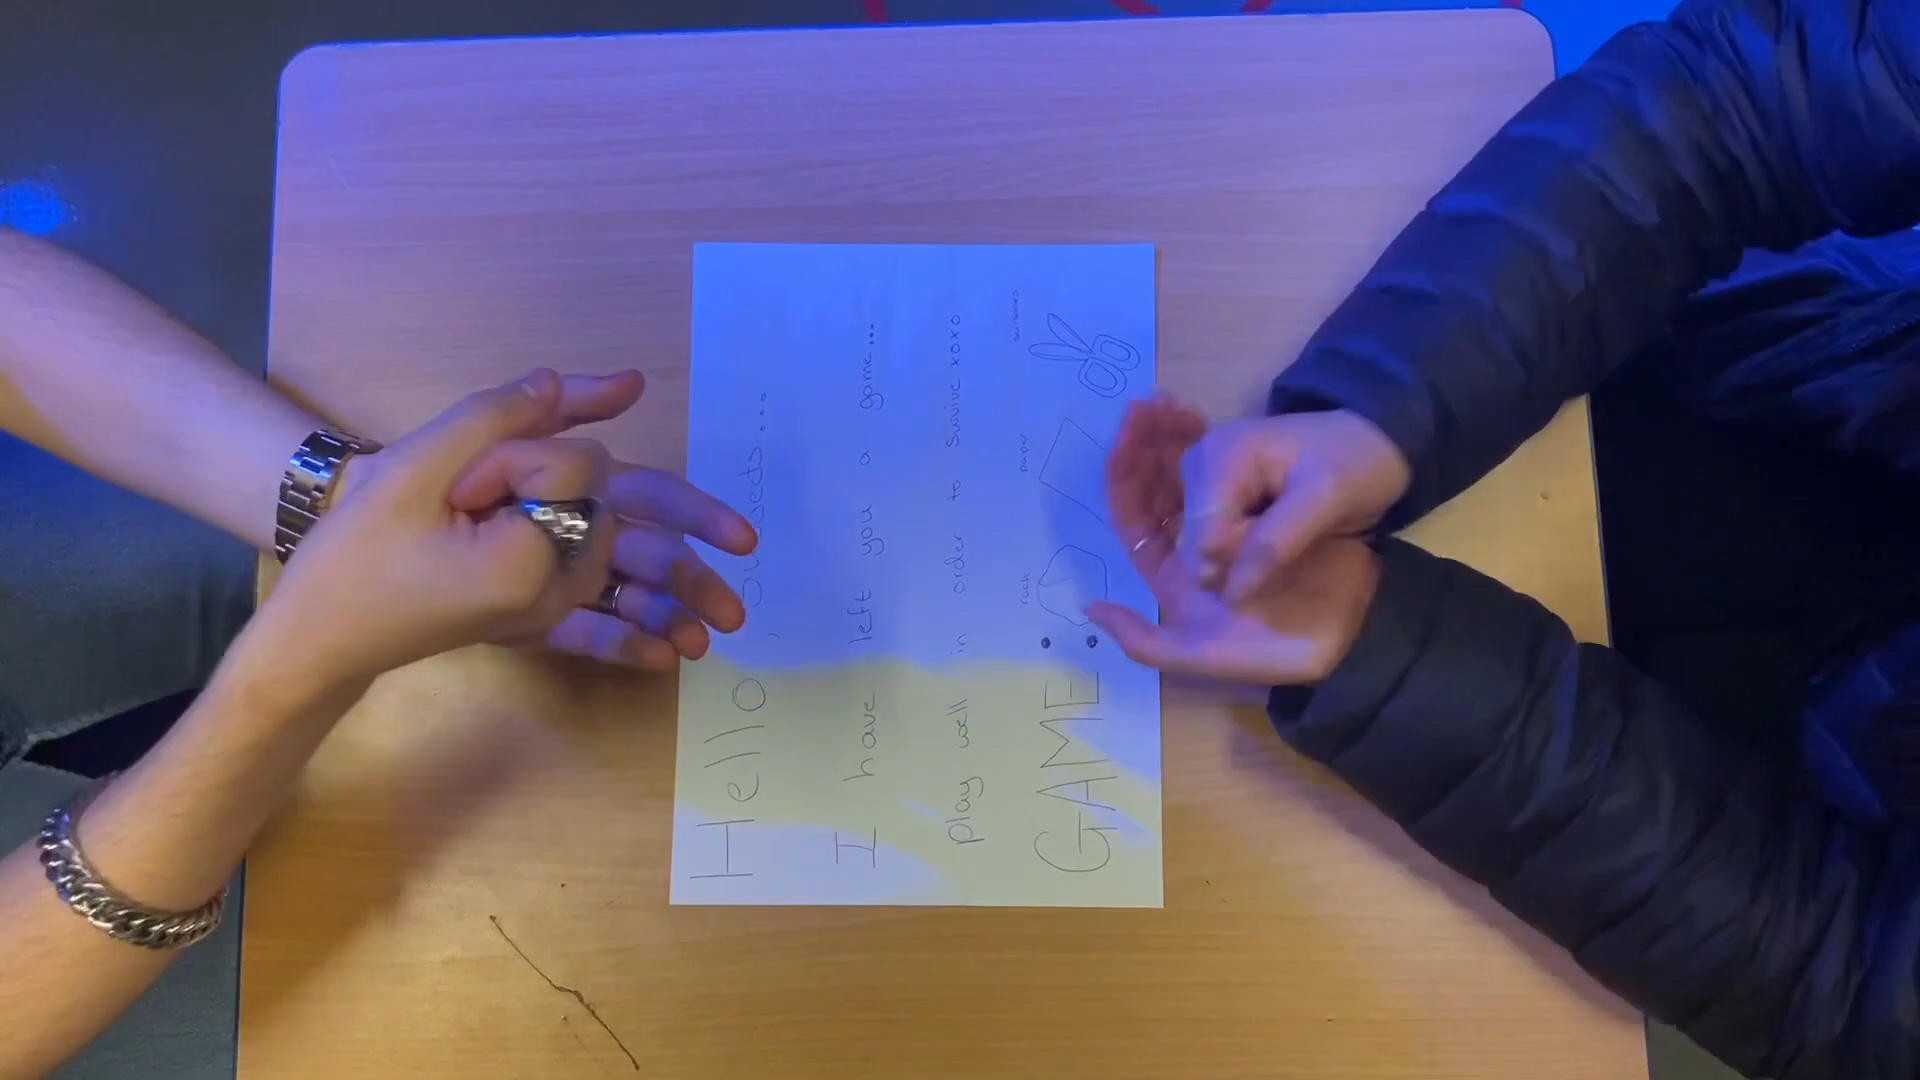 Hello, Subjects....
I have left you a game...
Play well in order to survive xoxo
rock paper scissors
GAME: